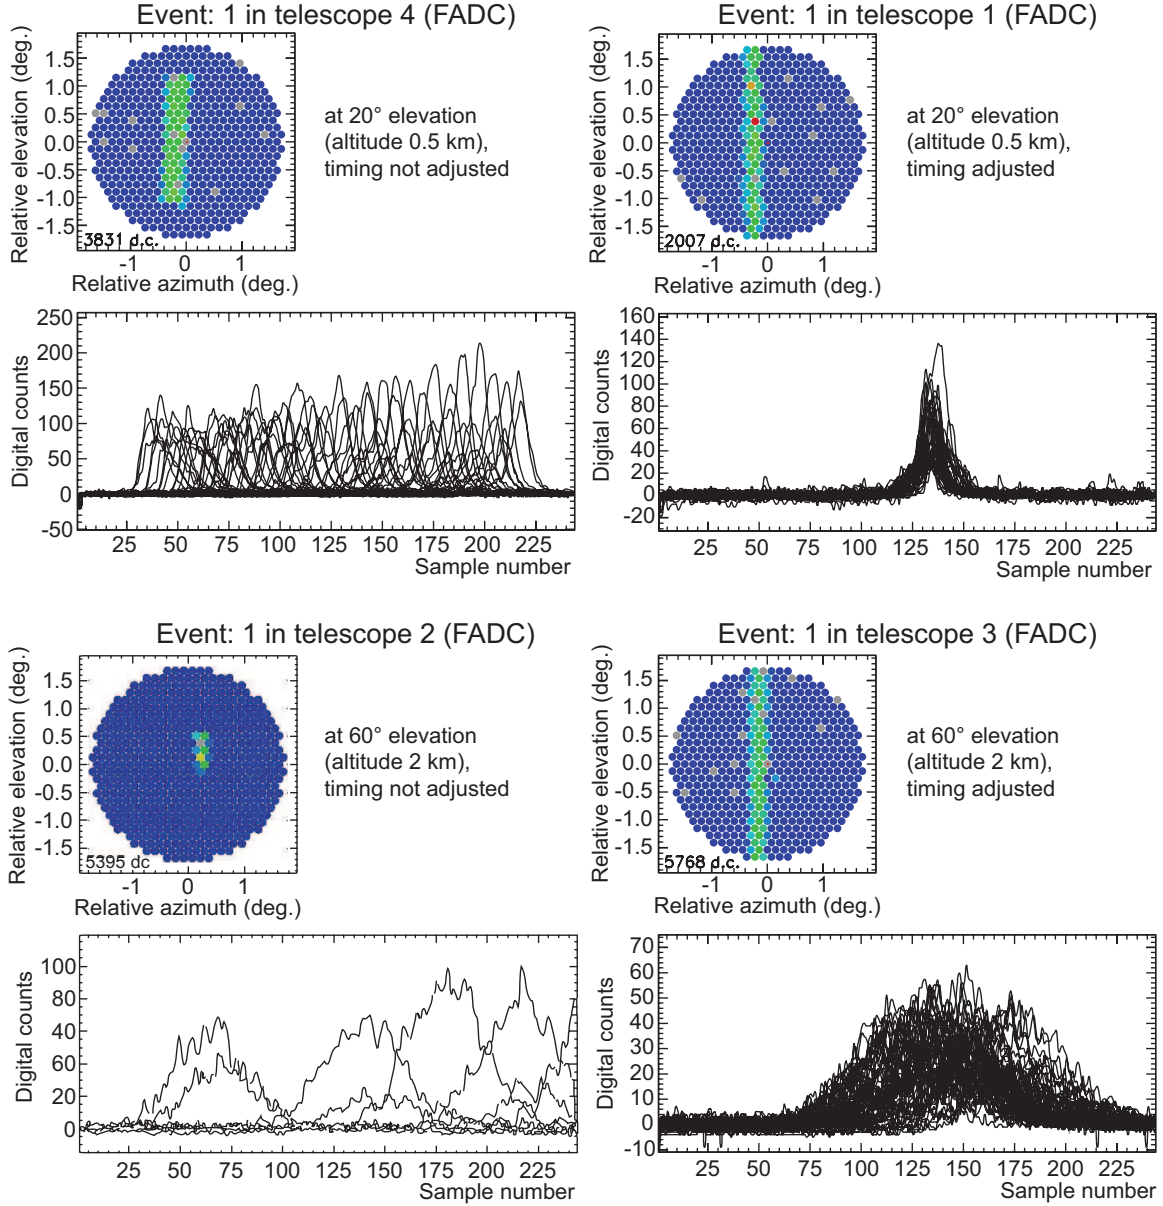 Event: 1 in telescope 4 (FADC)
Relative elevation (deg.)
1.5
1.0
0.5
0.0
-0.5
-1.0
-1.5
3831 d.c.
-1 0 1
Relative azimuth (deg.)
at 20° elevation
(altitude 0.5 km),
timing not adjusted
Digital counts
250
200
150
100
50
0
-50
25 50 75 100 125 150 175 200 225
Sample number
Event: 1 in telescope 1 (FADC)
Relative elevation (deg.)
1.5
1.0
0.5
0.0
-0.5
-1.0
-1.5
2007 d.c.
-1 0 1
Relative azimuth (deg.)
at 20° elevation
(altitude 0.5 km),
timing adjusted
Digital counts
160
140
120
100
80
60
40
20
0
-20
25 50 75 100 125 150 175 200 225
Sample number
Event: 1 in telescope 2 (FADC)
Relative elevation (deg.)
1.5
1.0
0.5
0.0
-0.5
-1.0
-1.5
5395 dc
-1 0 1
Relative azimuth (deg.)
at 60° elevation
(altitude 2 km),
timing not adjusted
Digital counts
100
80
60
20
0
25 50 75 100 125 150 175 200 225
Sample number
Event: 1 in telescope 3 (FADC)
Relative elevation (deg.)
1.5
1.0
0.5
0.0
-0.5
-1.0
-1.5
5768 d.c.
-1 0 1
Relative azimuth (deg.)
at 60° elevation
(altitude 2 km),
timing adjusted
Digital counts
70
60
50
40
30
20
10
0
-10
25 50 75 100 125 150 175 200 225
Sample number